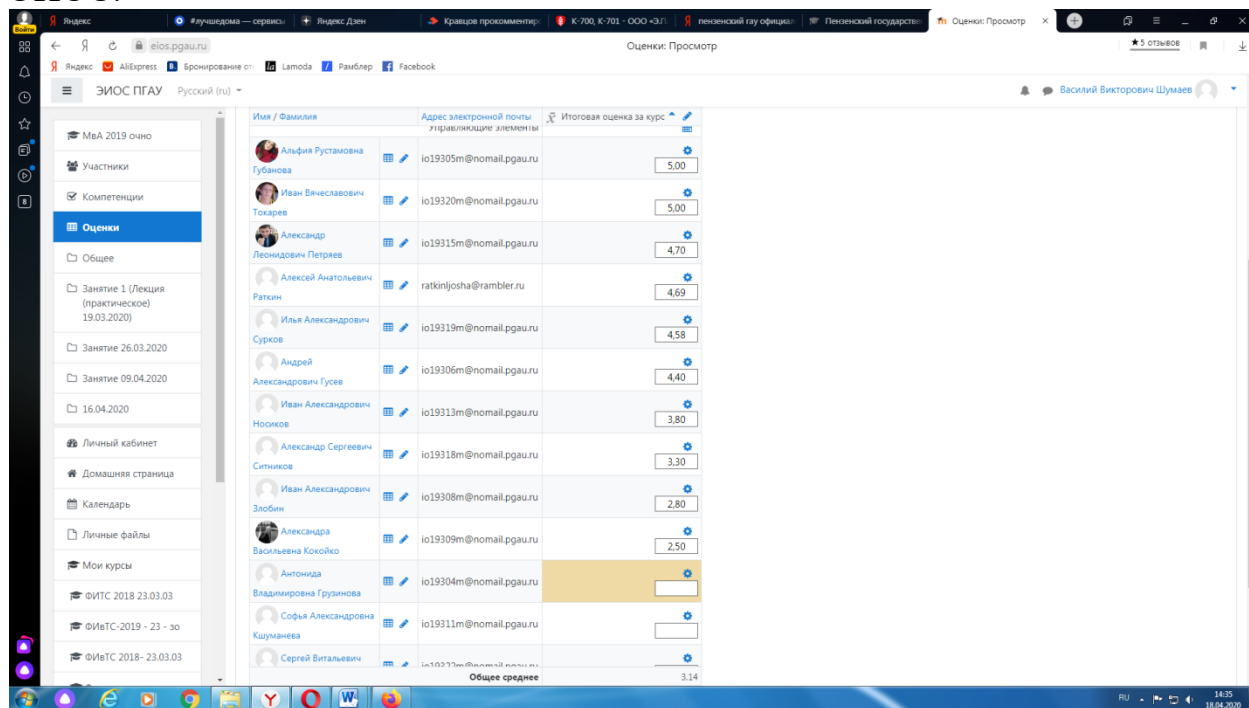 Войти
Яндекс
#лучшедома — сервисы
Яндекс.Дзен
Кравцов прокомментиро
К-700, К-701 - ООО «ЭЛ
пензенский гау официал
Пензенский государстве
Оценки: Просмотр
eios.pgau.ru
Оценки: Просмотр
★5 отзывов
Яндекс
AliExpress
Бронирование от
Lamoda
Рамблер
Facebook
ЭИОС ПГАУ
Русский (ru)
Василий Викторович Шумаев
МвА 2019 очно
Участники
Компетенции
Оценки
Общее
Занятие 1 (Лекция
(практическое)
19.03.2020)
Занятие 26.03.2020
Занятие 09.04.2020
16.04.2020
Личный кабинет
Домашняя страница
Календарь
Личные файлы
Мои курсы
ФИТС 2018 23.03.03
ФИвТС-2019 - 23 - зо
ФИвТС 2018- 23.03.03
Имя / Фамилия
Адрес электронной почты
Итоговая оценка за курс
Управляющие элементы
Альфия Рустамовна
Губанова
io19305m@nomail.pgau.ru
5,00
Иван Вячеславович
Токарев
io19320m@nomail.pgau.ru
5,00
Александр
Леонидович Петряев
io19315m@nomail.pgau.ru
4,70
Алексей Анатольевич
Раткин
ratkinljosha@rambler.ru
4,69
Илья Александрович
Сурков
io19319m@nomail.pgau.ru
4,58
Андрей
Александрович Гусев
io19306m@nomail.pgau.ru
4,40
Иван Александрович
Носиков
io19313m@nomail.pgau.ru
3,80
Александр Сергеевич
Ситников
io19318m@nomail.pgau.ru
3,30
Иван Александрович
Злобин
io19308m@nomail.pgau.ru
2,80
Александра
Васильевна Кокойко
io19309m@nomail.pgau.ru
2,50
Антонида
Владимировна Грузинова
io19304m@nomail.pgau.ru
Софья Александровна
Кшуманева
io19311m@nomail.pgau.ru
Сергей Витальевич
io19322m@nomail.pgau.ru
Общее среднее
3.14
RU
14:35
18.04.2020